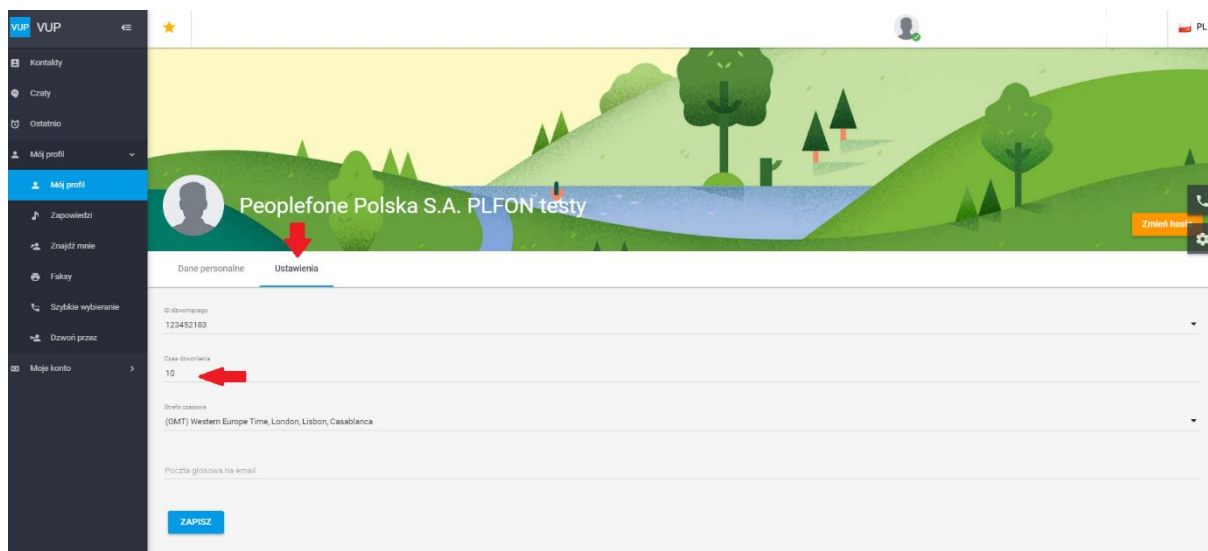 VUP VUP
PL
Kontakty
Czaty
Ostatnio
Mój profil
Mój profil
Zapowiedzi
Znajdź mnie
Faksy
Szybkie wybieranie
Dzwoń przez
Moje konto
Peoplefone Polska S.A. PLFON testy
Zmień hasło
Dane personalne Ustawienia
ID dzwoniącego
123452183
Czas dzwonienia
10
Strefa czasowa
(GMT) Western Europe Time, London, Lisbon, Casablanca
Poczta głosowa na email
ZAPISZ